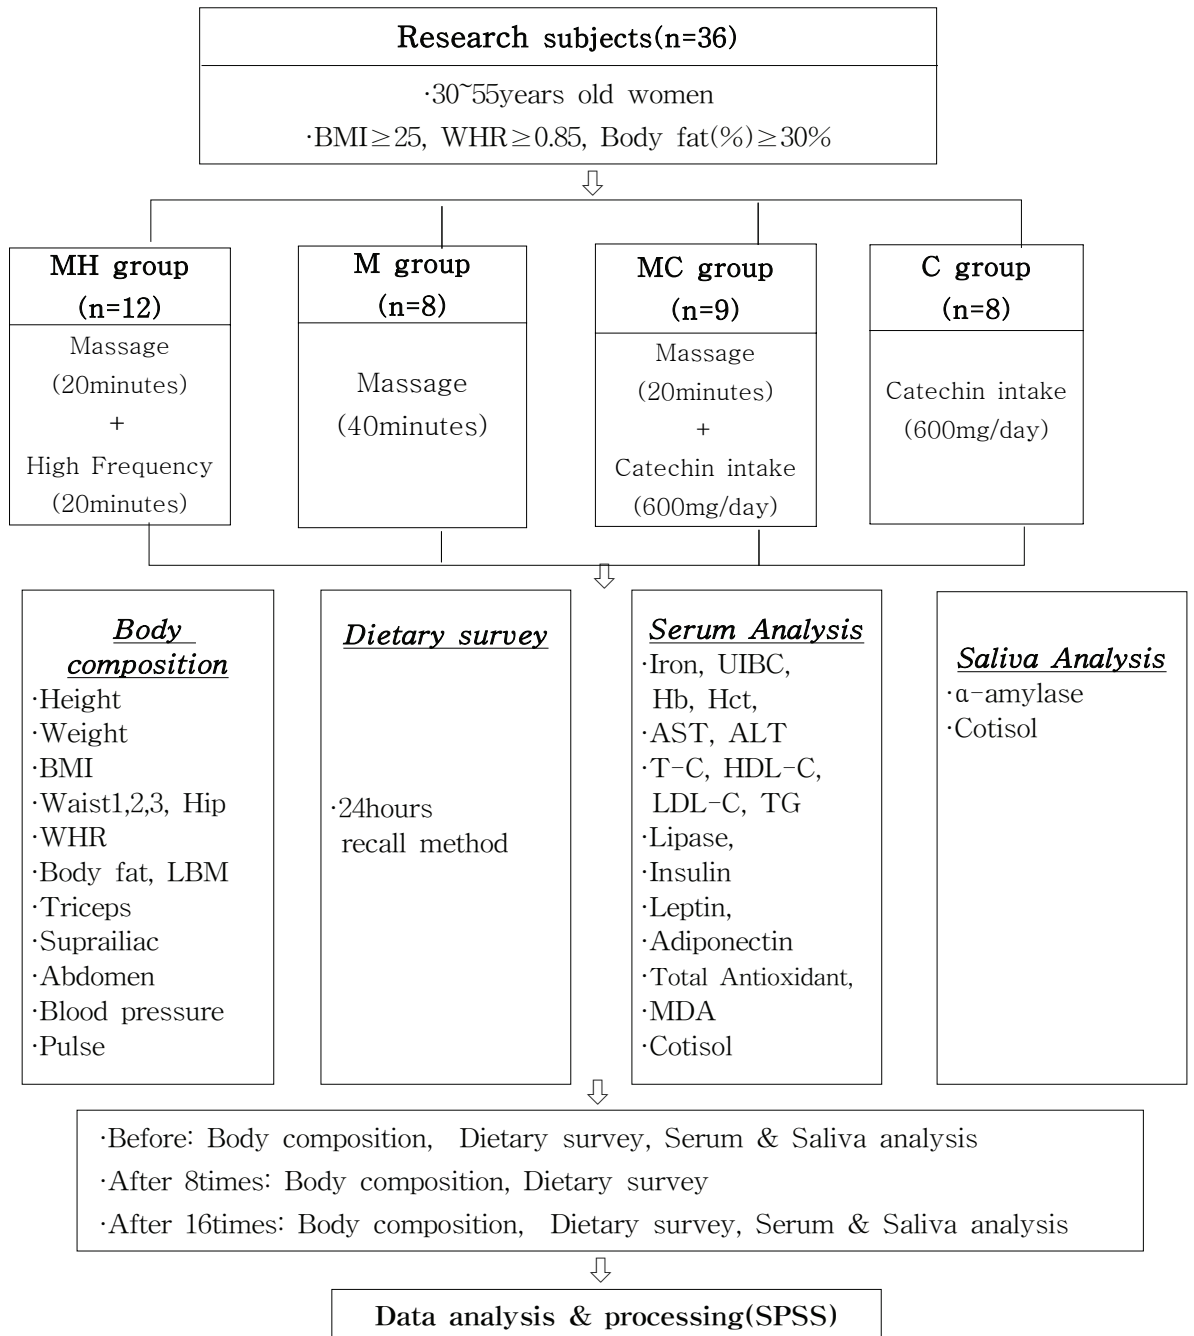 Research subjects(n=36)
·30~55years old women
·BMI≥25, WHR≥0.85, Body fat(%)≥30%
MH group
(n=12)
Massage
(20minutes)
+
High Frequency
(20minutes)
M group
(n=8)
Massage
(40minutes)
MC group
(n=9)
Massage
(20minutes)
+
Catechin intake
(600mg/day)
C group
(n=8)
Catechin intake
(600mg/day)
Body
composition
·Height
·Weight
·BMI
·Waist1,2,3, Hip
·WHR
·Body fat, LBM
·Triceps
·Suprailiac
·Abdomen
·Blood pressure
·Pulse
Dietary survey
·24hours
recall method
Serum Analysis
·Iron, UIBC,
Hb, Hct,
·AST, ALT
·T-C, HDL-C,
LDL-C, TG
·Lipase,
·Insulin
·Leptin,
·Adiponectin
·Total Antioxidant,
·MDA
·Cotisol
Saliva Analysis
·α-amylase
·Cotisol
·Before: Body composition, Dietary survey, Serum & Saliva analysis
·After 8times: Body composition, Dietary survey
·After 16times: Body composition, Dietary survey, Serum & Saliva analysis
Data analysis & processing(SPSS)